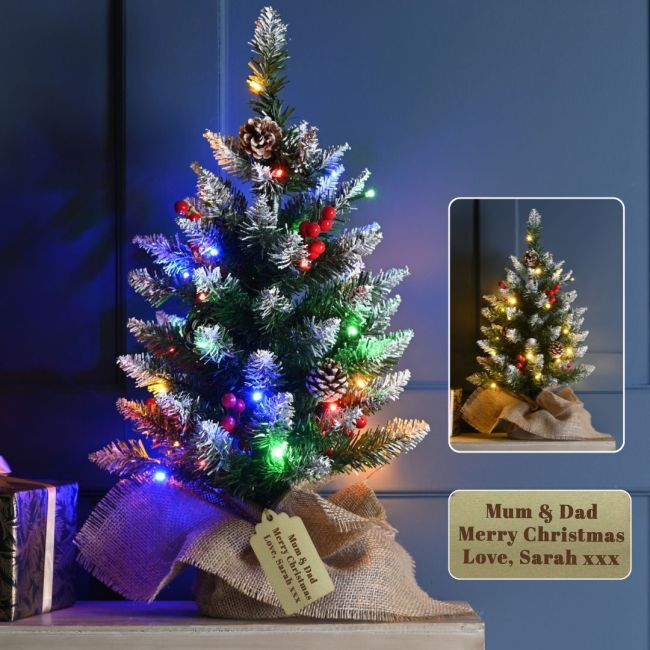 Mum & Dad
Merry Christmas
Love, Sarah xxx
Mum & Dad
Merry Christmas
Love, Sarah xxx